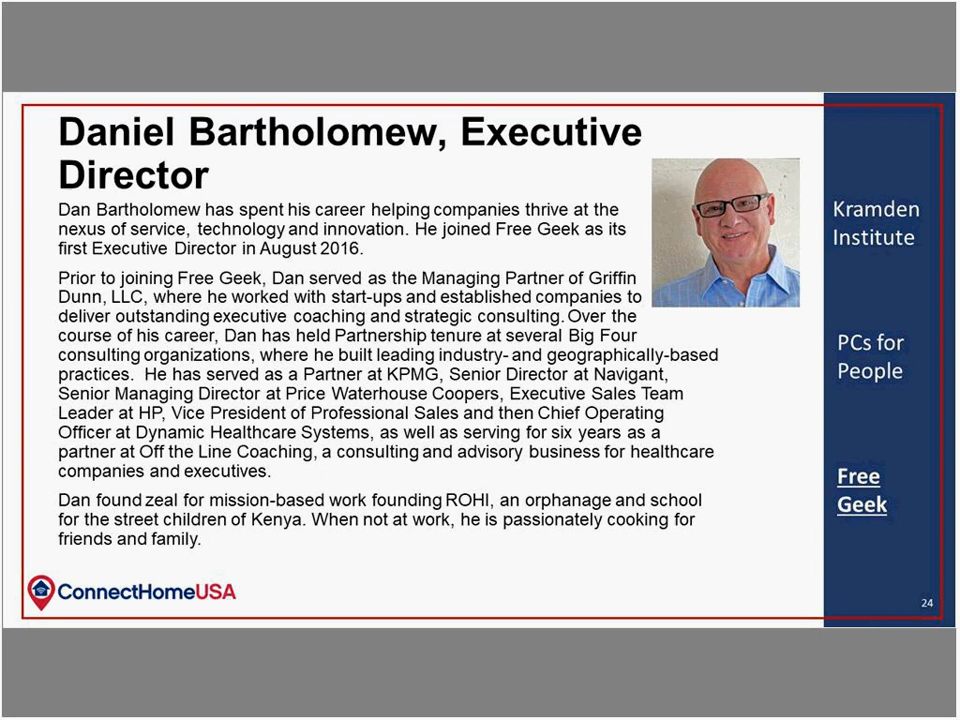 Daniel Bartholomew, Executive
Director
Dan Bartholomew has spent his career helping companies thrive at the
nexus of service, technology and innovation. He joined Free Geek as its
first Executive Director in August 2016.
Prior to joining Free Geek, Dan served as the Managing Partner of Griffin
Dunn, LLC, where he worked with start-ups and established companies to
deliver outstanding executive coaching and strategic consulting. Over the
course of his career, Dan has held Partnership tenure at several Big Four
consulting organizations, where he built leading industry- and geographically-based
practices.  He has served as a Partner at KPMG, Senior Director at Navigant,
Senior Managing Director at Price Waterhouse Coopers, Executive Sales Team
Leader at HP, Vice President of Professional Sales and then Chief Operating
Officer at Dynamic Healthcare Systems, as well as serving for six years as a
partner at Off the Line Coaching, a consulting and advisory business for healthcare
companies and executives.
Dan found zeal for mission-based work founding ROHI, an orphanage and school
for the street children of Kenya. When not at work, he is passionately cooking for
friends and family.
ConnectHomeUSA
Kramden
Institute
PCs for
People
Free
Geek
24